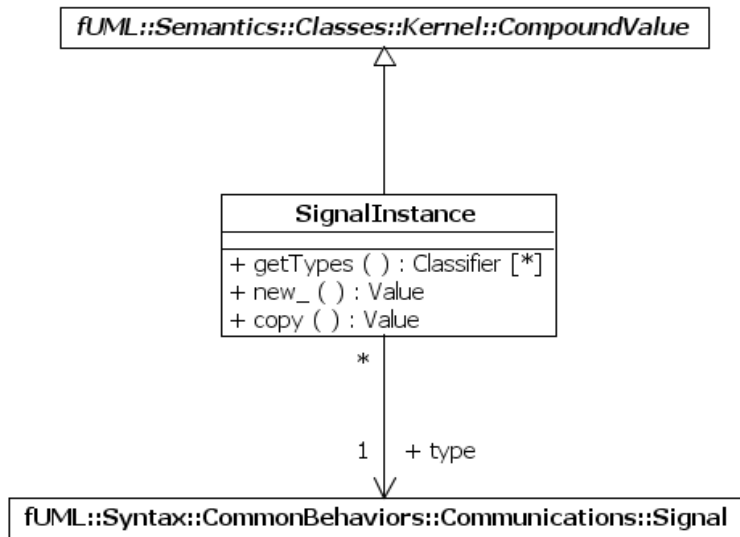 fUML::Semantics::Classes::Kernel::CompoundValue
SignalInstance
+ getTypes ( ) : Classifier [*]
+ new_ ( ) : Value
+ copy ( ) : Value
*
1 + type
fUML::Syntax::CommonBehaviors::Communications::Signal